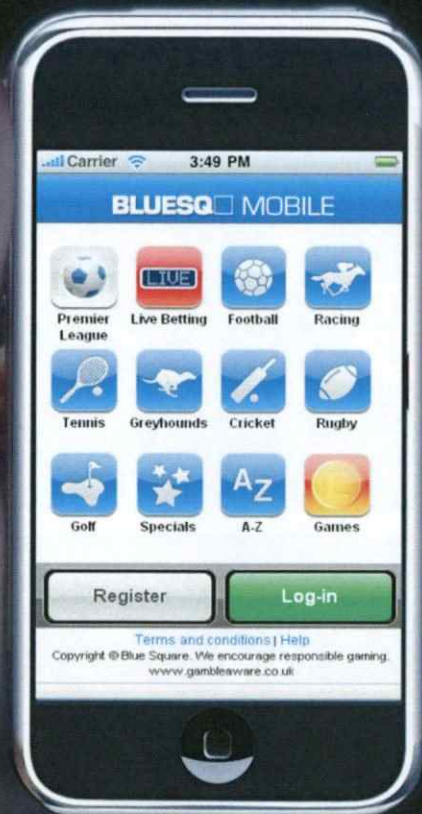 Carrier 3:49 PM
BLUESQ MOBILE
Premier League Live Betting Football Racing
LIVE
Tennis Greyhounds Cricket Rugby
Golf Specials A-Z Games
AZ
Register Log-in
Terms and conditions | Help
Copyright © Blue Square. We encourage responsible gaming.
www.gambleaware.co.uk